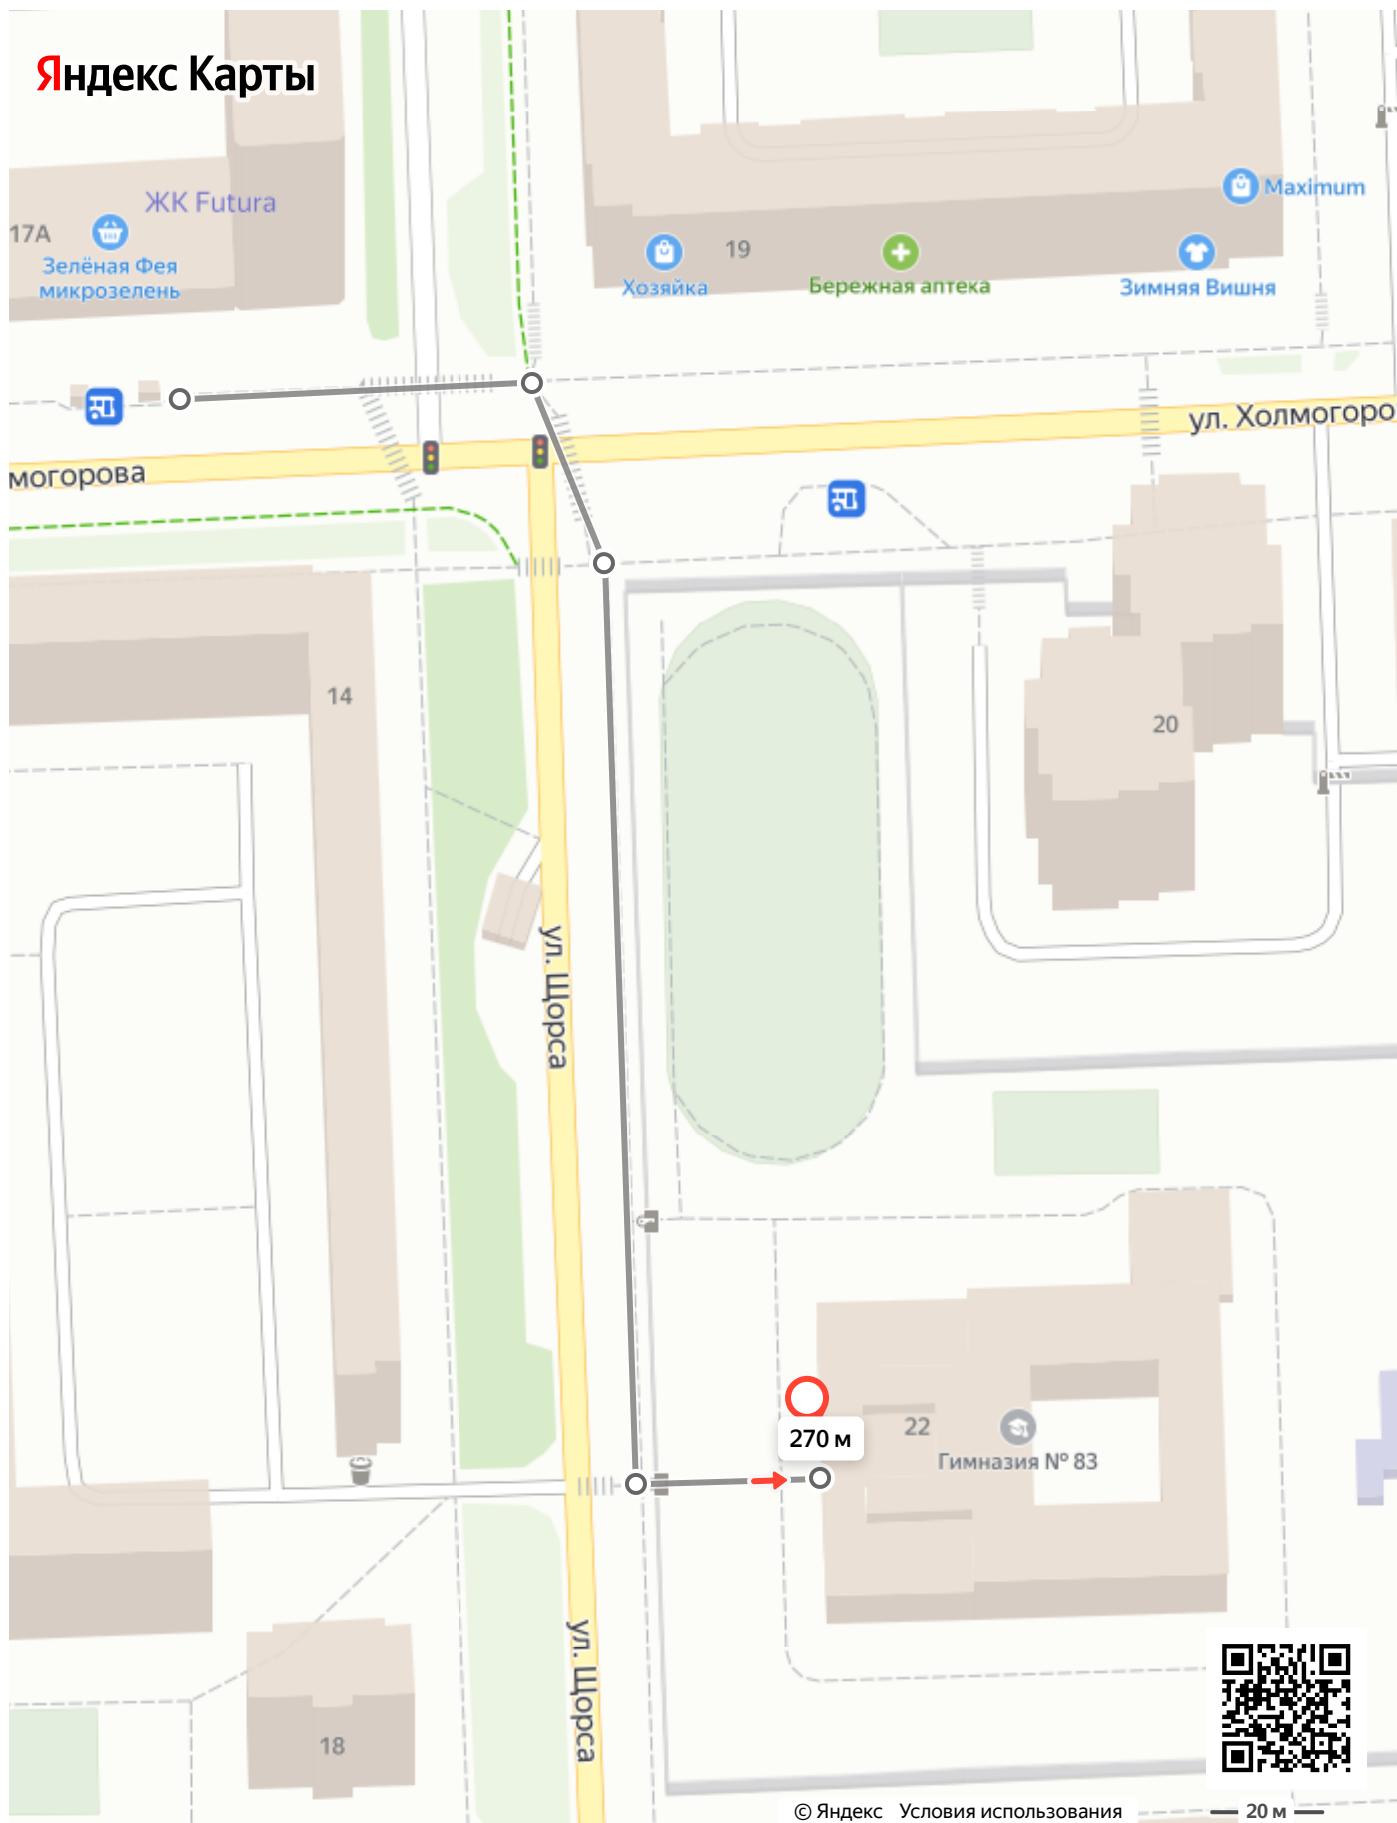 Яндекс Карты
ЖК Futura
17А
Зелёная Фея
микрозелень
Maximum
19
Хозяйка
Бережная аптека
Зимняя Вишня
ул. Холмогоро
могорова
14
20
ул. Щорса
270 м
22
Гимназия № 83
ул. Щорса
18
© Яндекс Условия использования
20 м